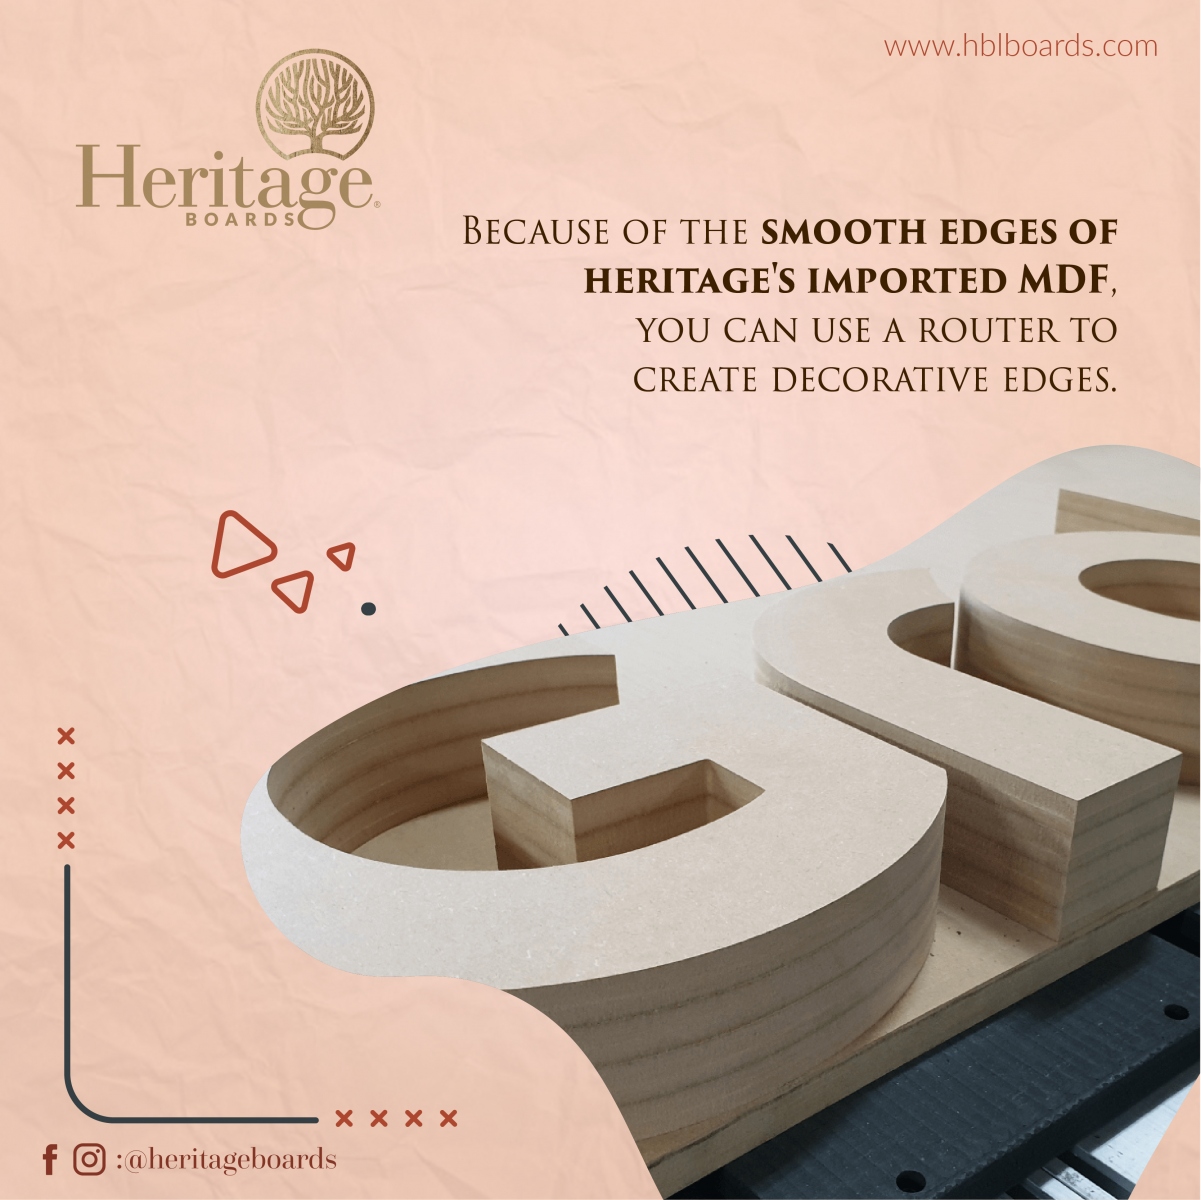 www.hblboards.com
Heritage®
BOARDS
BECAUSE OF THE SMOOTH EDGES OF
HERITAGE'S IMPORTED MDF,
YOU CAN USE A ROUTER TO
CREATE DECORATIVE EDGES.
:@heritageboards